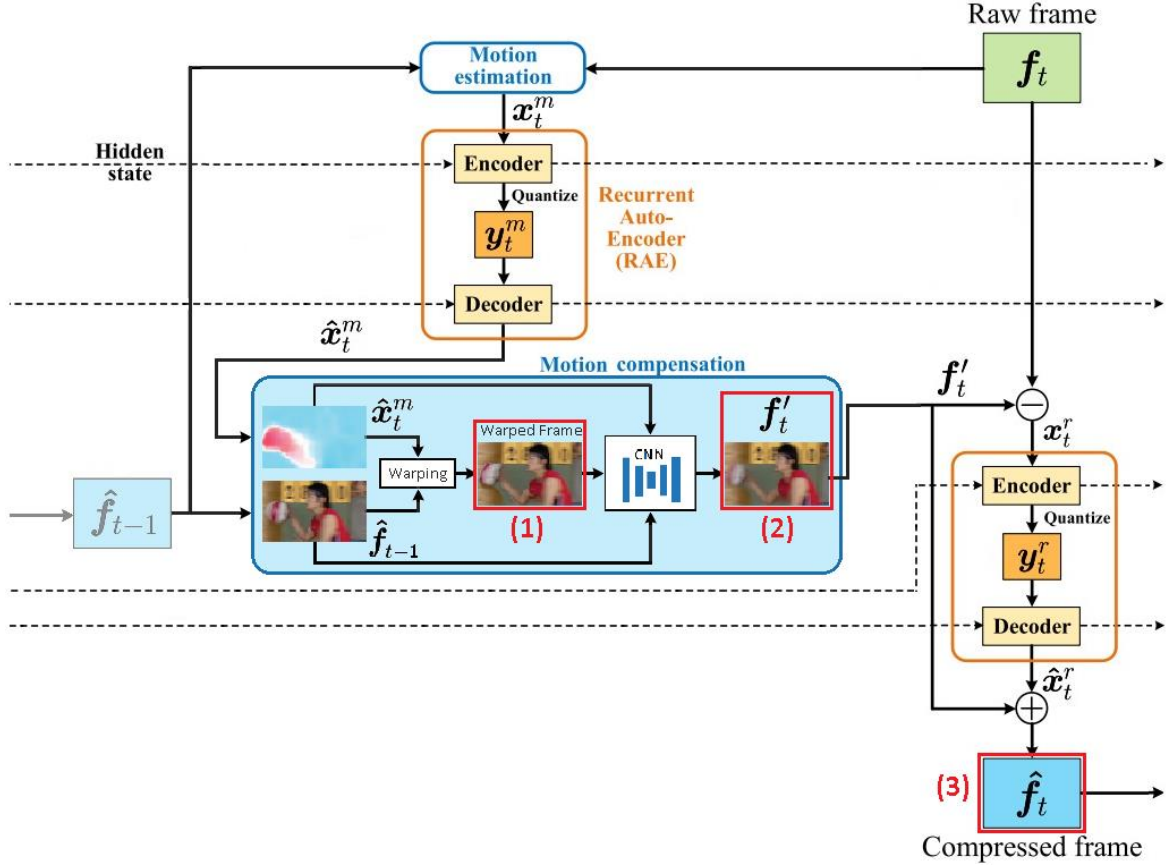 Raw frame
f_t
Motion
estimation
x_t^m
Hidden
state
Encoder
Quantize
y_t^m
Decoder
Recurrent
Auto-
Encoder
(RAE)
x̂_t^m
Motion compensation
x̂_t^m
Warping
f̂_{t-1}
Warped Frame
(1)
CNN
f'_t
(2)
f̂_{t-1}
f'_t
−
x_t^r
Encoder
Quantize
y_t^r
Decoder
x̂_t^r
+
(3)
f̂_t
Compressed frame